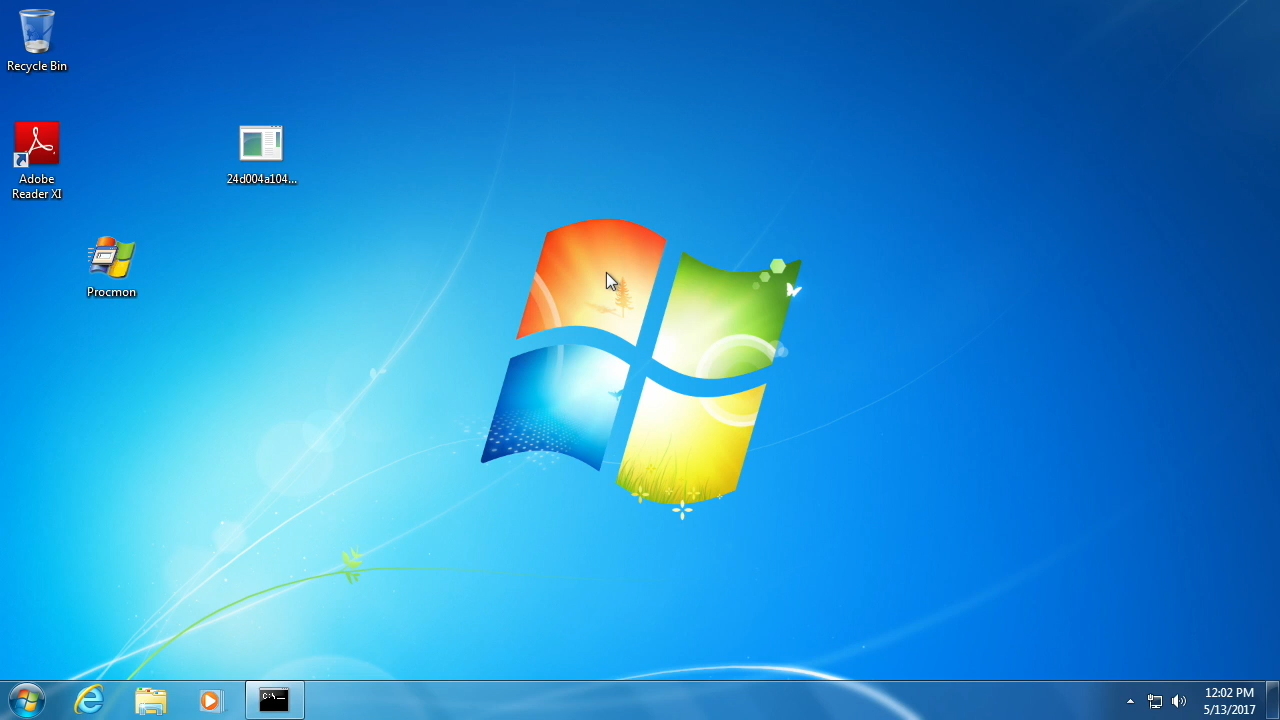 Recycle Bin
Adobe
Reader XI
24d004a104...
Procmon
C:\_
12:02 PM
5/13/2017